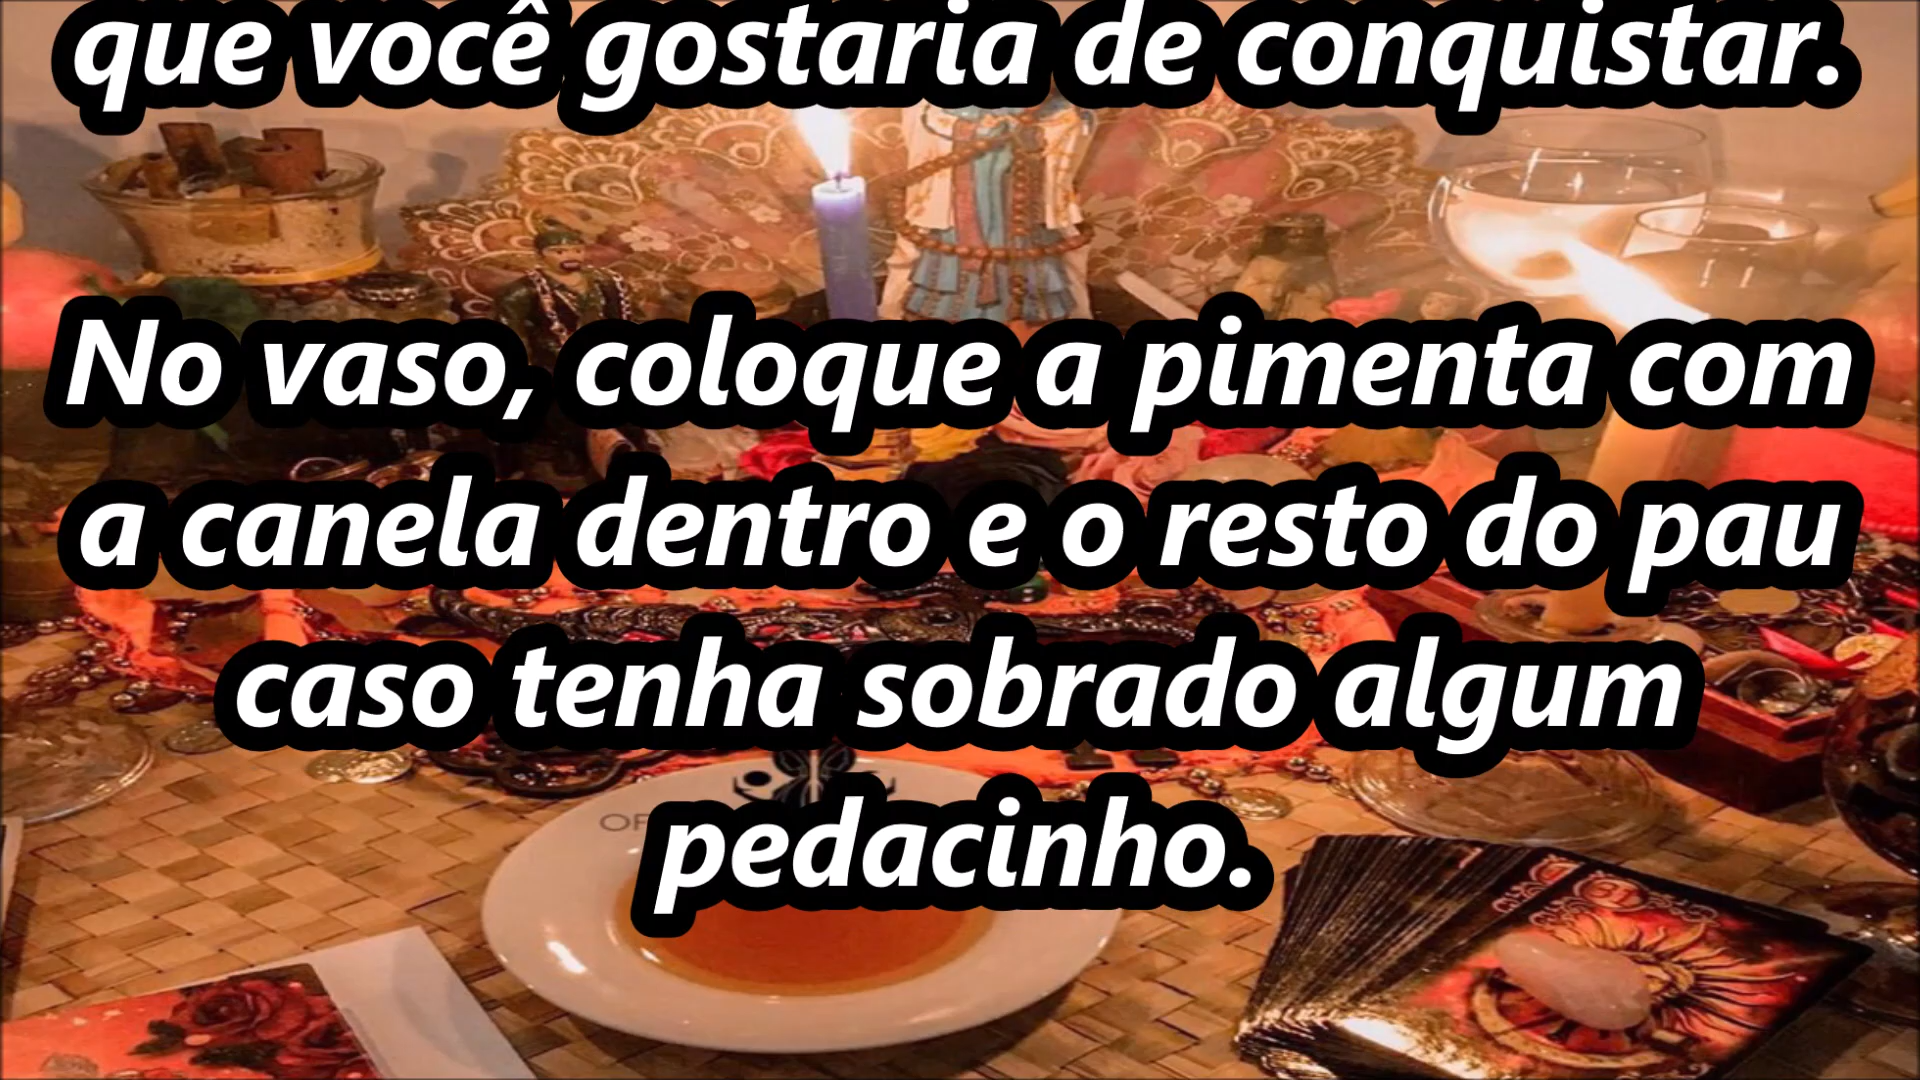 que você gostaria de conquistar.
No vaso, coloque a pimenta com
a canela dentro e o resto do pau
caso tenha sobrado algum
pedacinho.